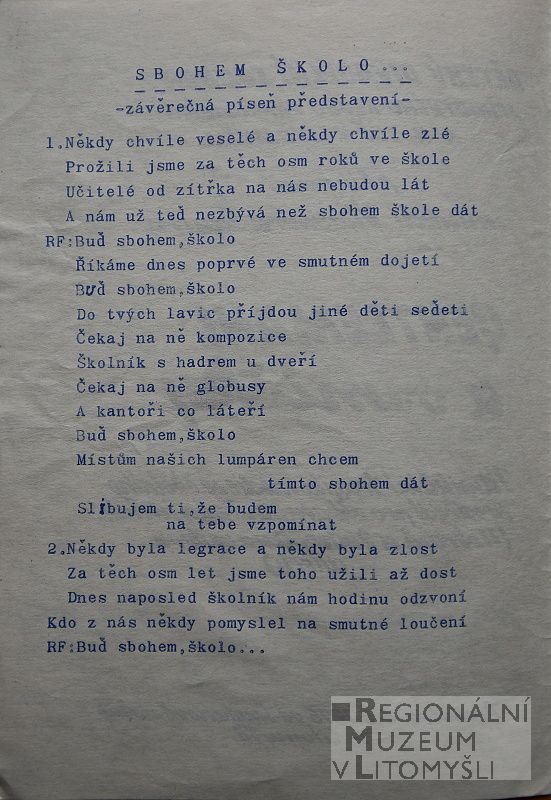 SBOHEM ŠKOLO...
-závěrečná píseň představení-
1.Někdy chvíle veselé a někdy chvíle zlé
Prožili jsme za těch osm roků ve škole
Učitelé od zítřka na nás nebudou lát
A nám už teď nezbývá než sbohem škole dát
RF:Buď sbohem,školo
Říkáme dnes poprvé ve smutném dojetí
Buď sbohem,školo
Do tvých lavic příjdou jiné děti seděti
Čekaj na ně kompozice
Školník s hadrem u dveří
Čekaj na ně globusy
A kantoři co láteří
Buď sbohem,školo
Místům našich lumpáren chcem
tímto sbohem dát
Slibujem ti,že budem
na tebe vzpomínat
2.Někdy byla legrace a někdy byla zlost
Za těch osm let jsme toho užili až dost
Dnes naposled školník nám hodinu odzvoní
Kdo z nás někdy pomyslel na smutné loučení
RF:Buď sbohem,školo...
REGIONÁLNÍ
MUZEUM
V LITOMYŠLI